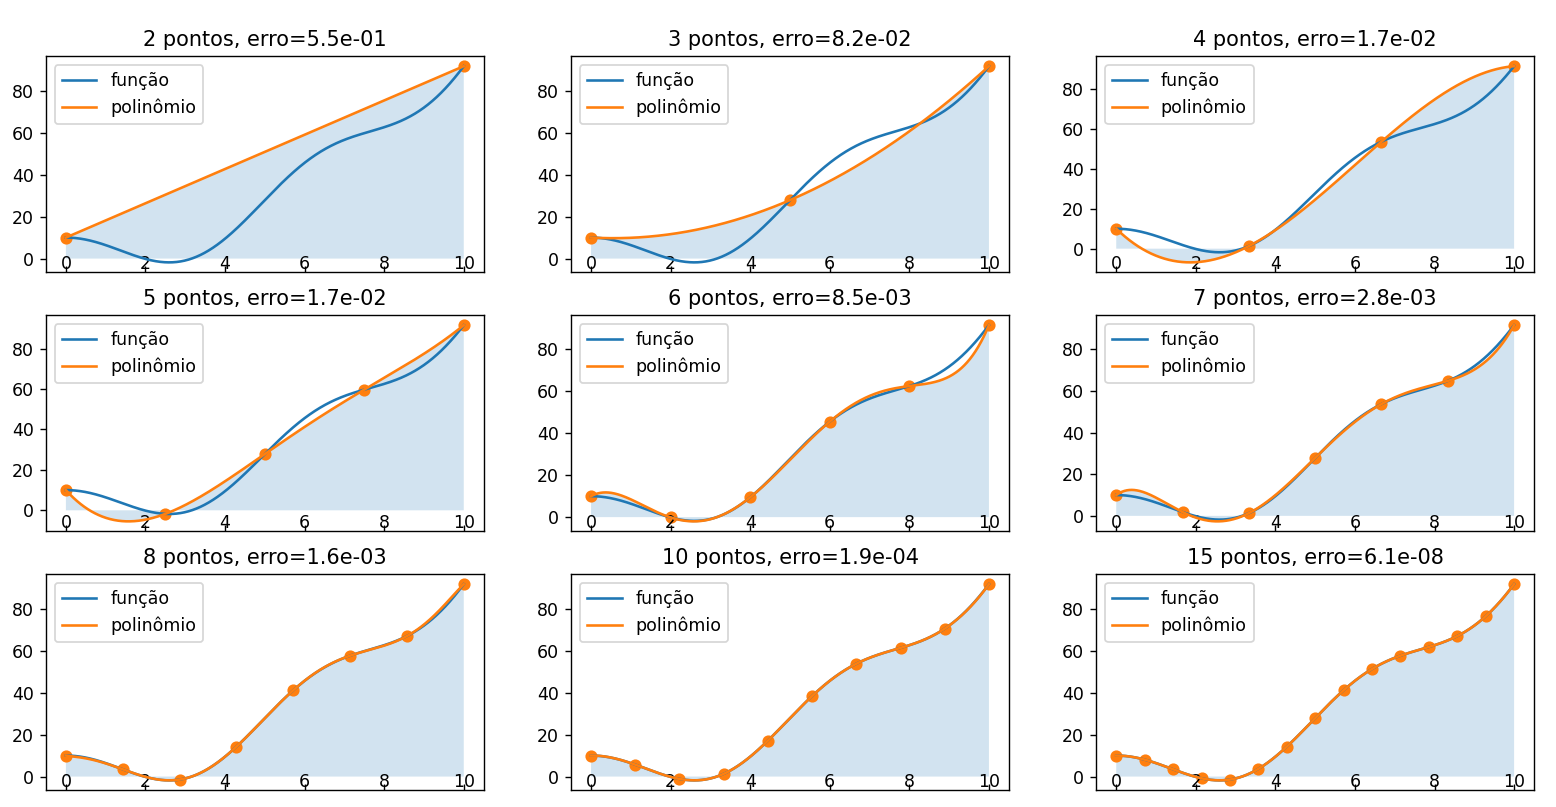 2 pontos, erro=5.5e-01
função
polinômio
80
60
40
20
0
0 2 4 6 8 10
3 pontos, erro=8.2e-02
função
polinômio
80
60
40
20
0
0 2 4 6 8 10
4 pontos, erro=1.7e-02
função
polinômio
80
60
40
20
0
0 2 4 6 8 10
5 pontos, erro=1.7e-02
função
polinômio
80
60
40
20
0
0 2 4 6 8 10
6 pontos, erro=8.5e-03
função
polinômio
80
60
40
20
0
0 2 4 6 8 10
7 pontos, erro=2.8e-03
função
polinômio
80
60
40
20
0
0 2 4 6 8 10
8 pontos, erro=1.6e-03
função
polinômio
80
60
40
20
0
0 2 4 6 8 10
10 pontos, erro=1.9e-04
função
polinômio
80
60
40
20
0
0 2 4 6 8 10
15 pontos, erro=6.1e-08
função
polinômio
80
60
40
20
0
0 2 4 6 8 10